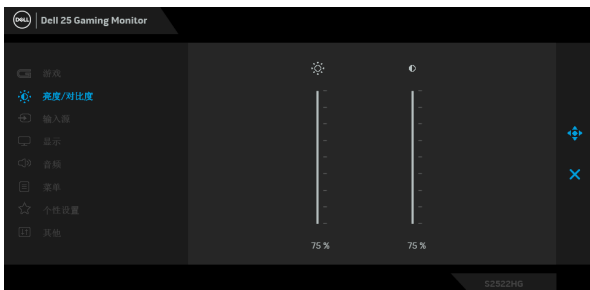 DELL
Dell 25 Gaming Monitor
游戏
亮度/对比度
输入源
显示
音频
菜单
个性设置
其他
75 %
75 %
S2522HG